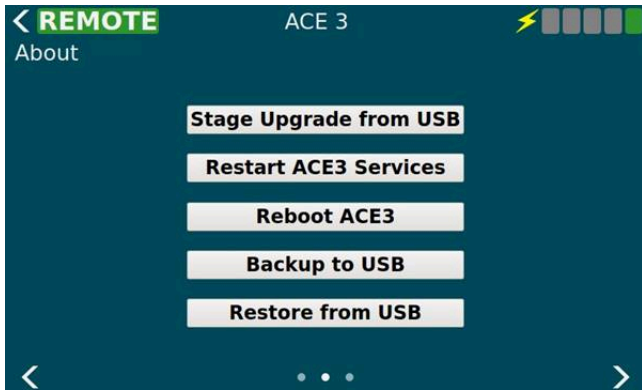 REMOTE ACE 3
About
Stage Upgrade from USB
Restart ACE3 Services
Reboot ACE3
Backup to USB
Restore from USB